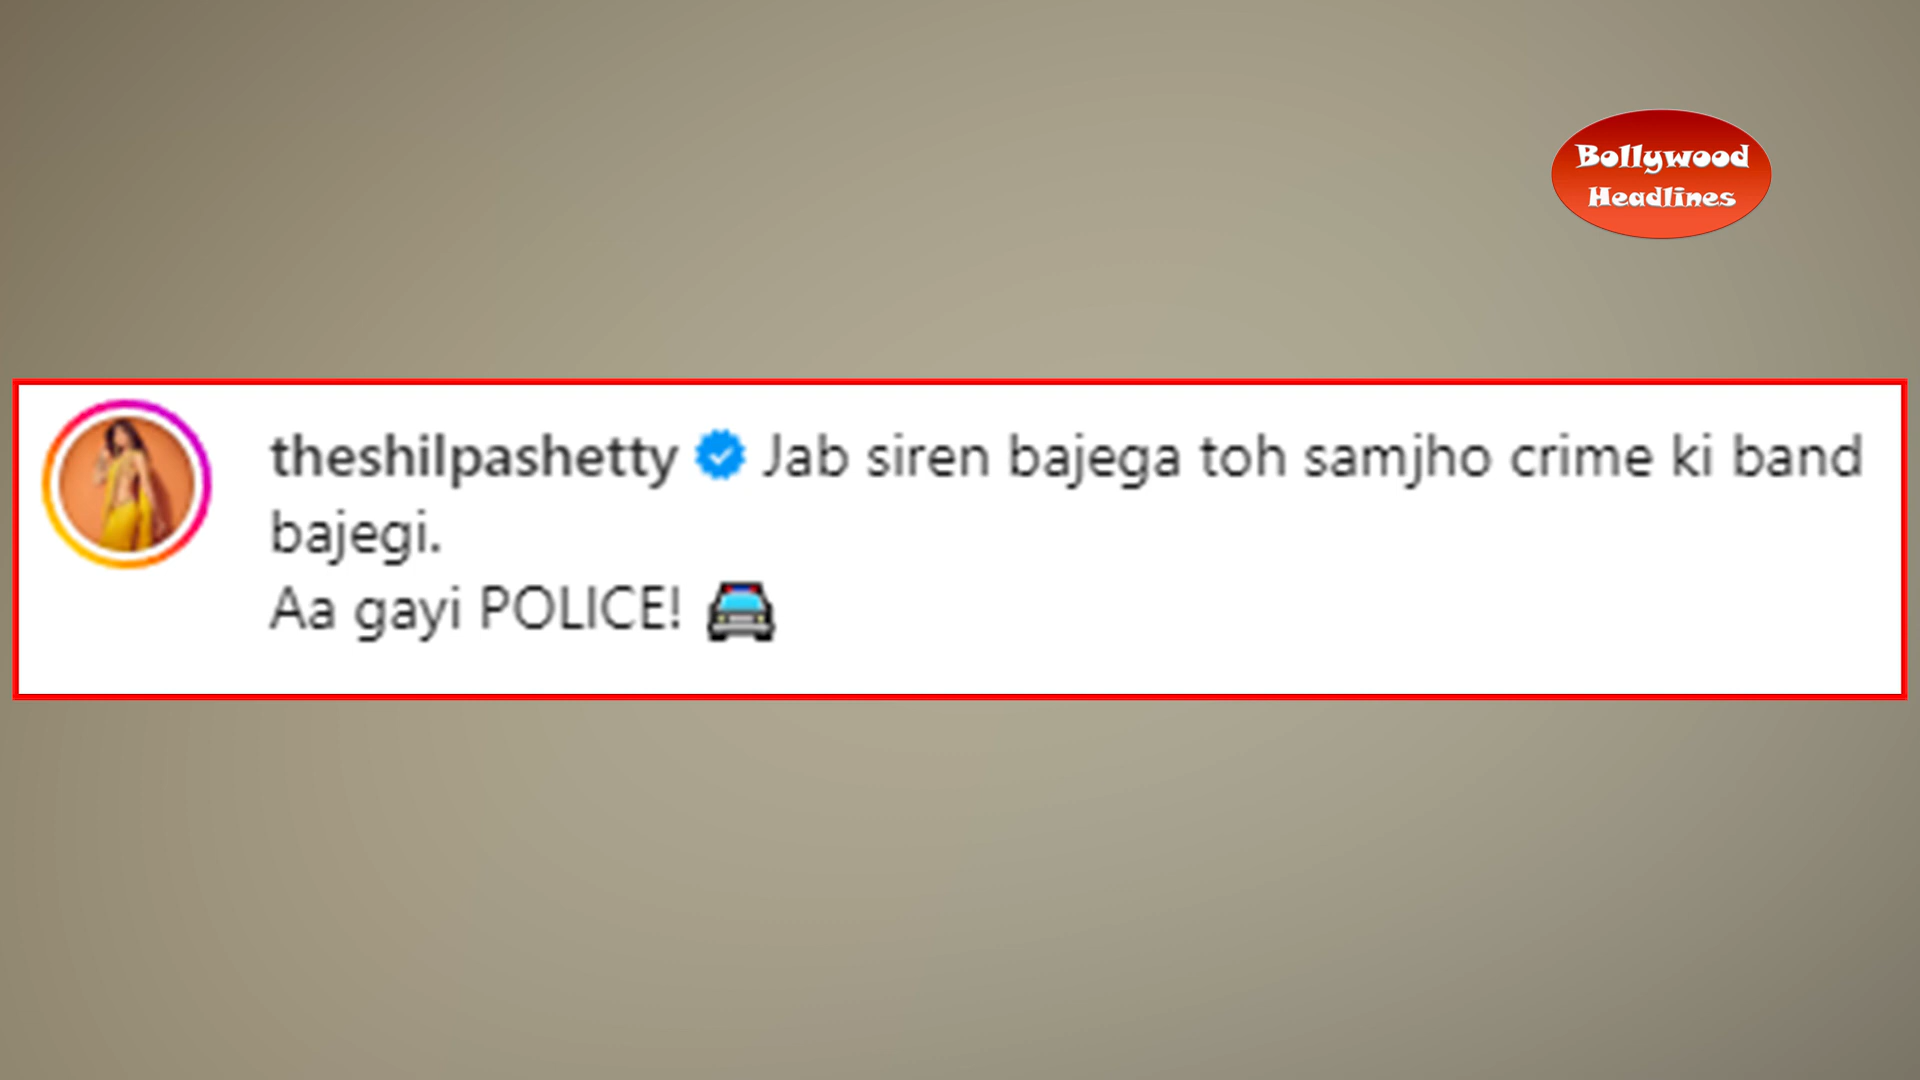 Bollywood
Headlines
theshilpashetty Jab siren bajega toh samjho crime ki band
bajegi.
Aa gayi POLICE! 🚔